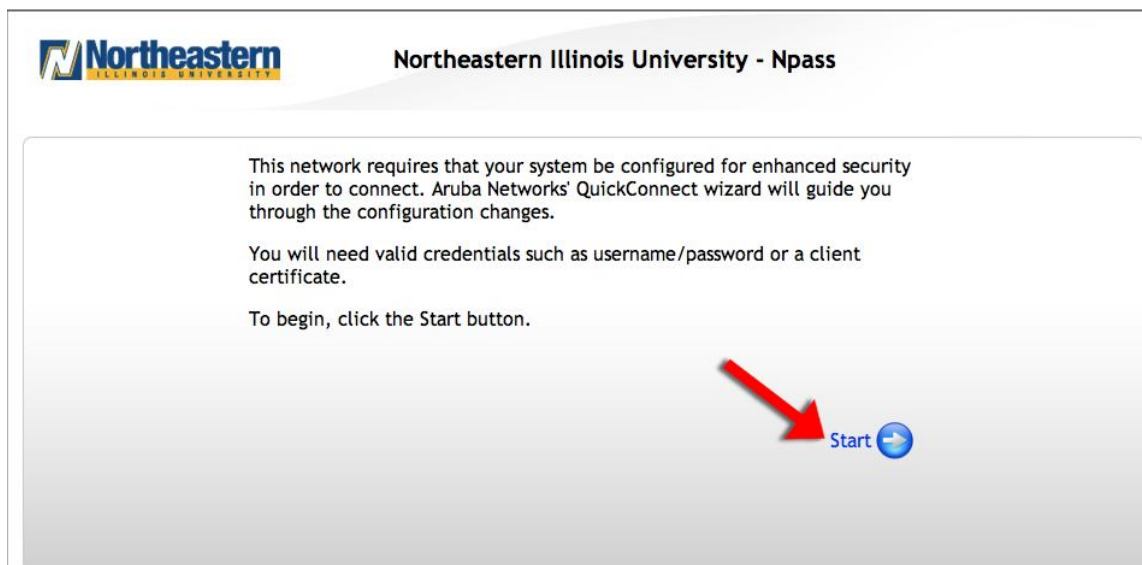 Northeastern
ILLINOIS UNIVERSITY
Northeastern Illinois University - Npass
This network requires that your system be configured for enhanced security
in order to connect. Aruba Networks' QuickConnect wizard will guide you
through the configuration changes.
You will need valid credentials such as username/password or a client
certificate.
To begin, click the Start button.
Start